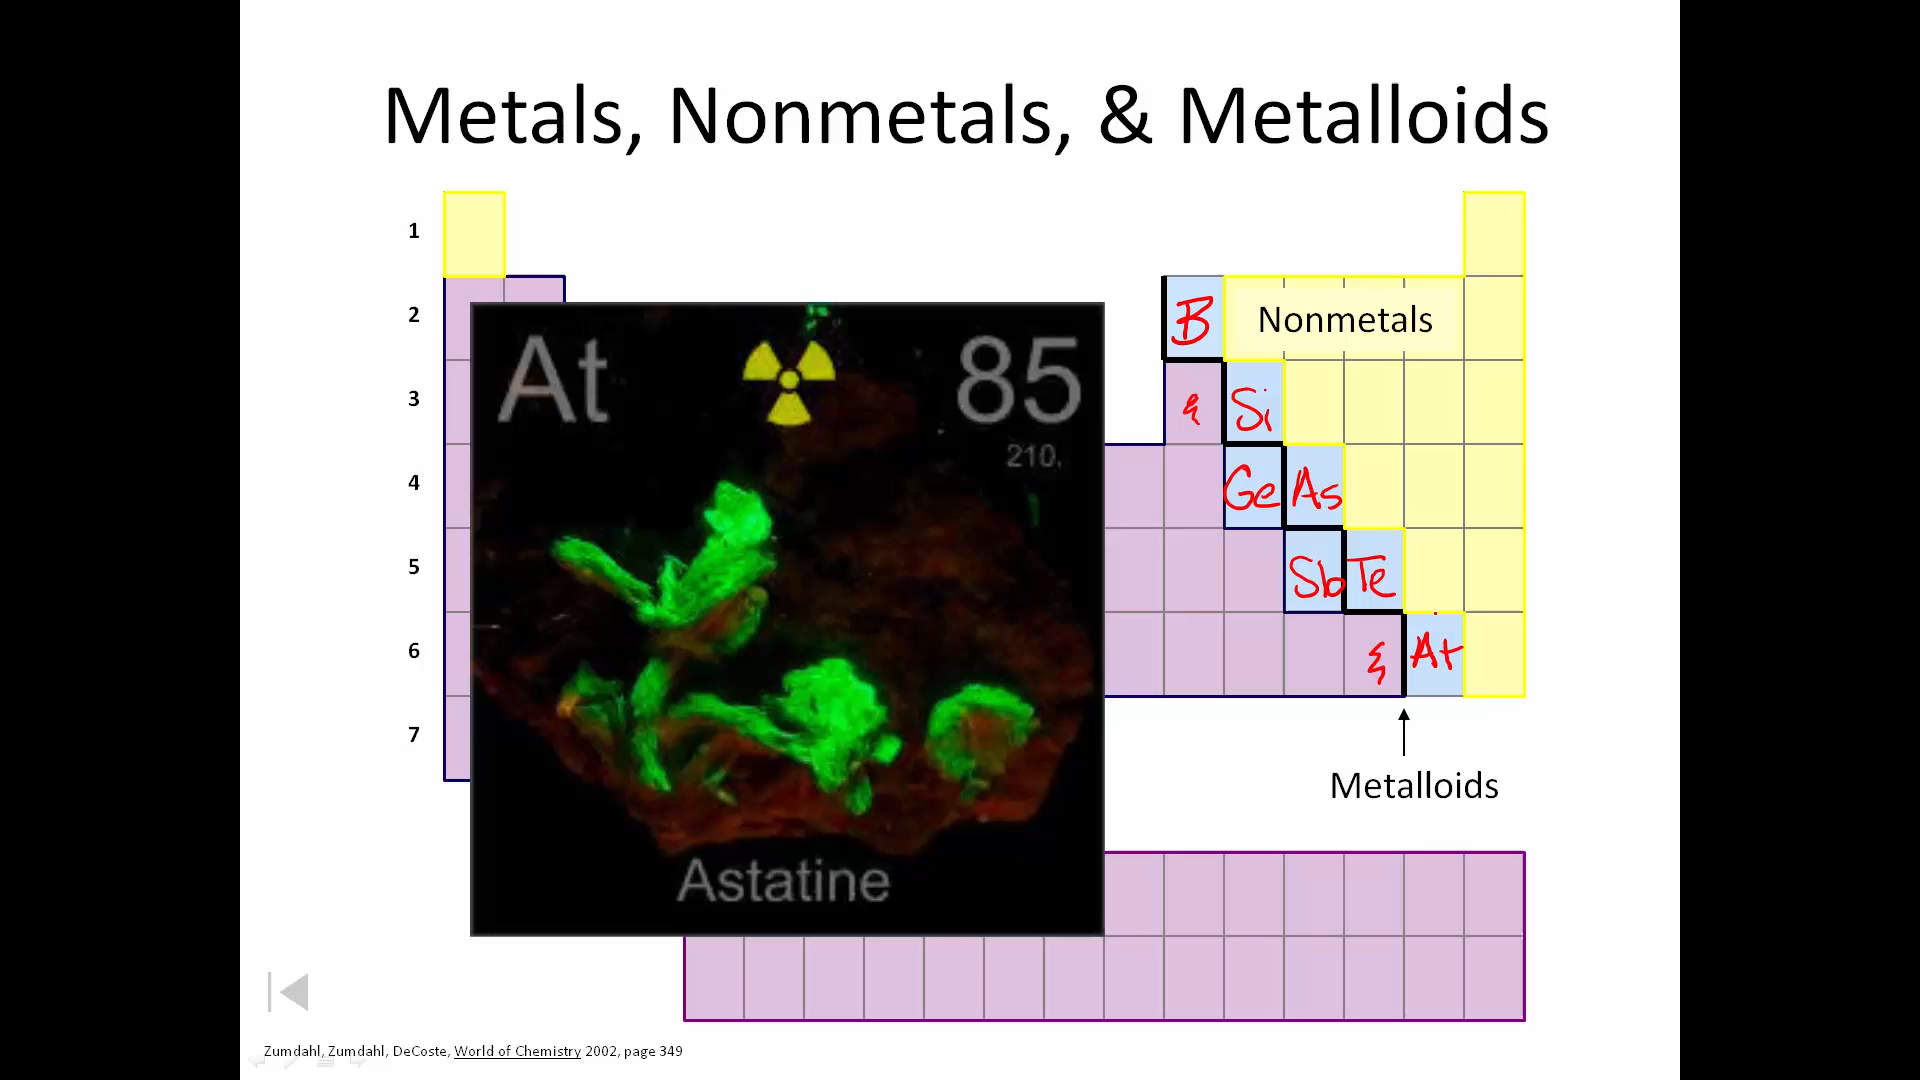 Metals, Nonmetals, & Metalloids
1
2
3
4
5
6
7
B
Nonmetals
& Si
Ge As
Sb Te
& At
Metalloids
At
85
210.
Astatine
Zumdahl, Zumdahl, DeCoste, World of Chemistry 2002, page 349